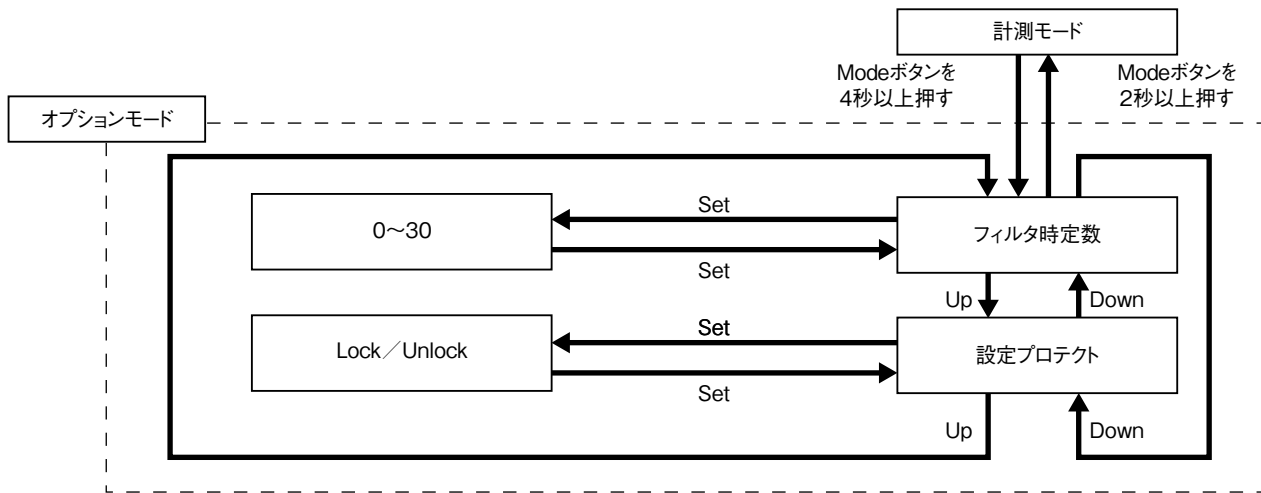 計測モード
Modeボタンを
4秒以上押す
Modeボタンを
2秒以上押す
オプションモード
0～30
Set
Set
フィルタ時定数
Up
Down
Lock／Unlock
Set
Set
設定プロテクト
Up
Down